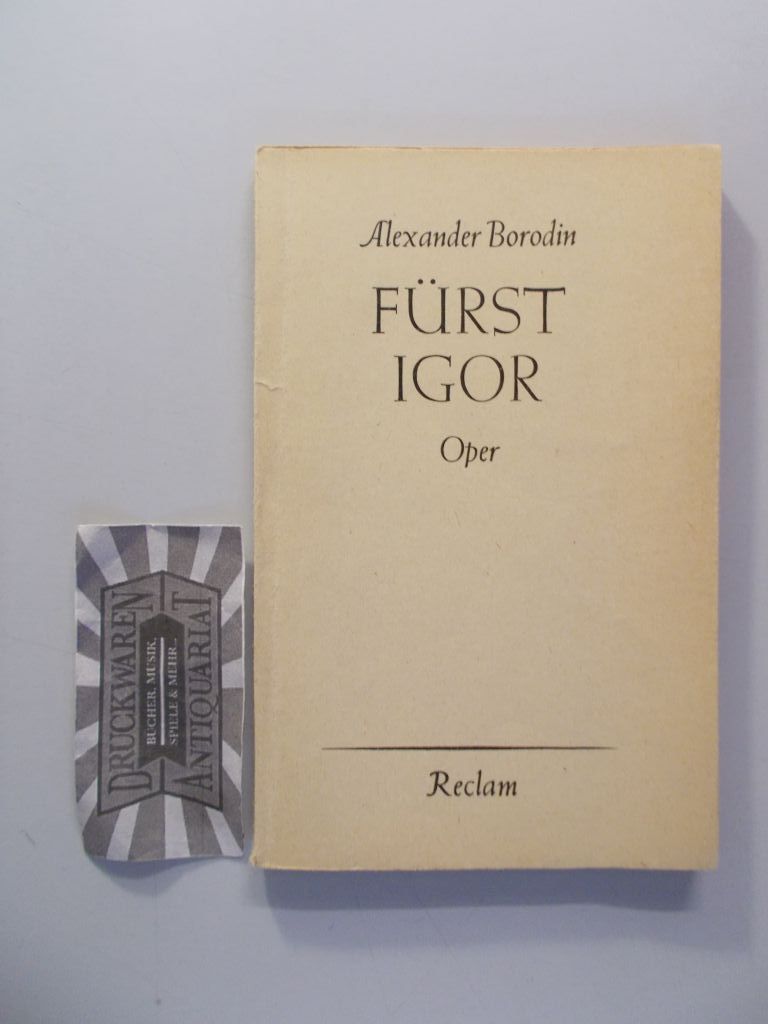 Alexander Borodin
FÜRST
IGOR
Oper
Reclam
DRUCKWAREN
BÜCHER, MUSIK,
SPIELE & MEHR...
ANTIQUARIAT